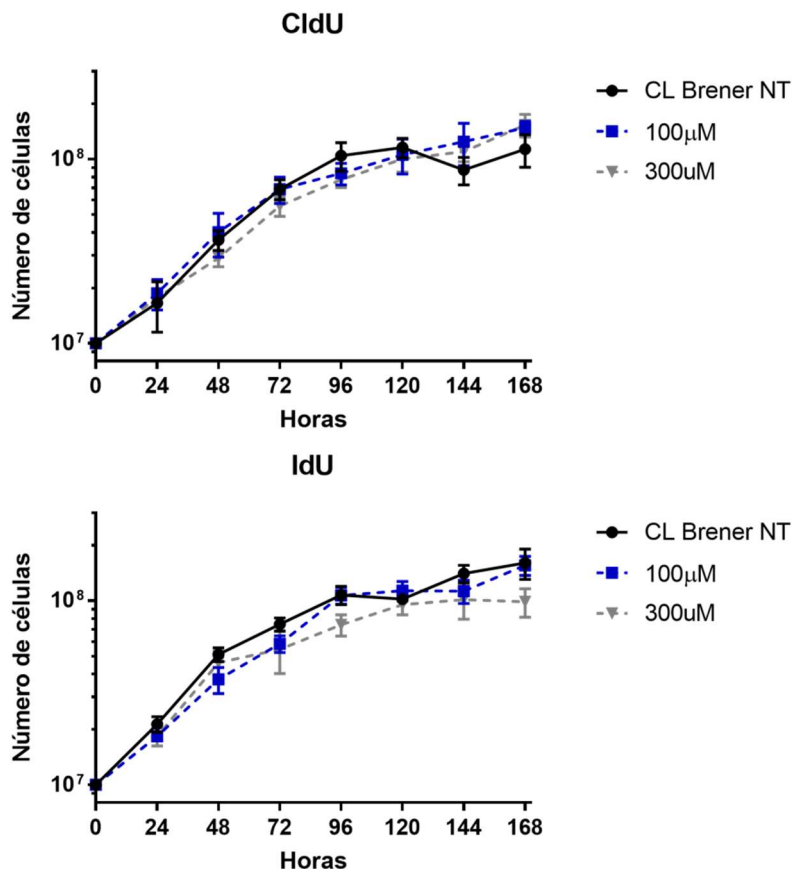 CldU
Número de células
10⁸
10⁷
0 24 48 72 96 120 144 168
Horas
CL Brener NT
100μM
300uM
IdU
Número de células
10⁸
10⁷
0 24 48 72 96 120 144 168
Horas
CL Brener NT
100μM
300uM